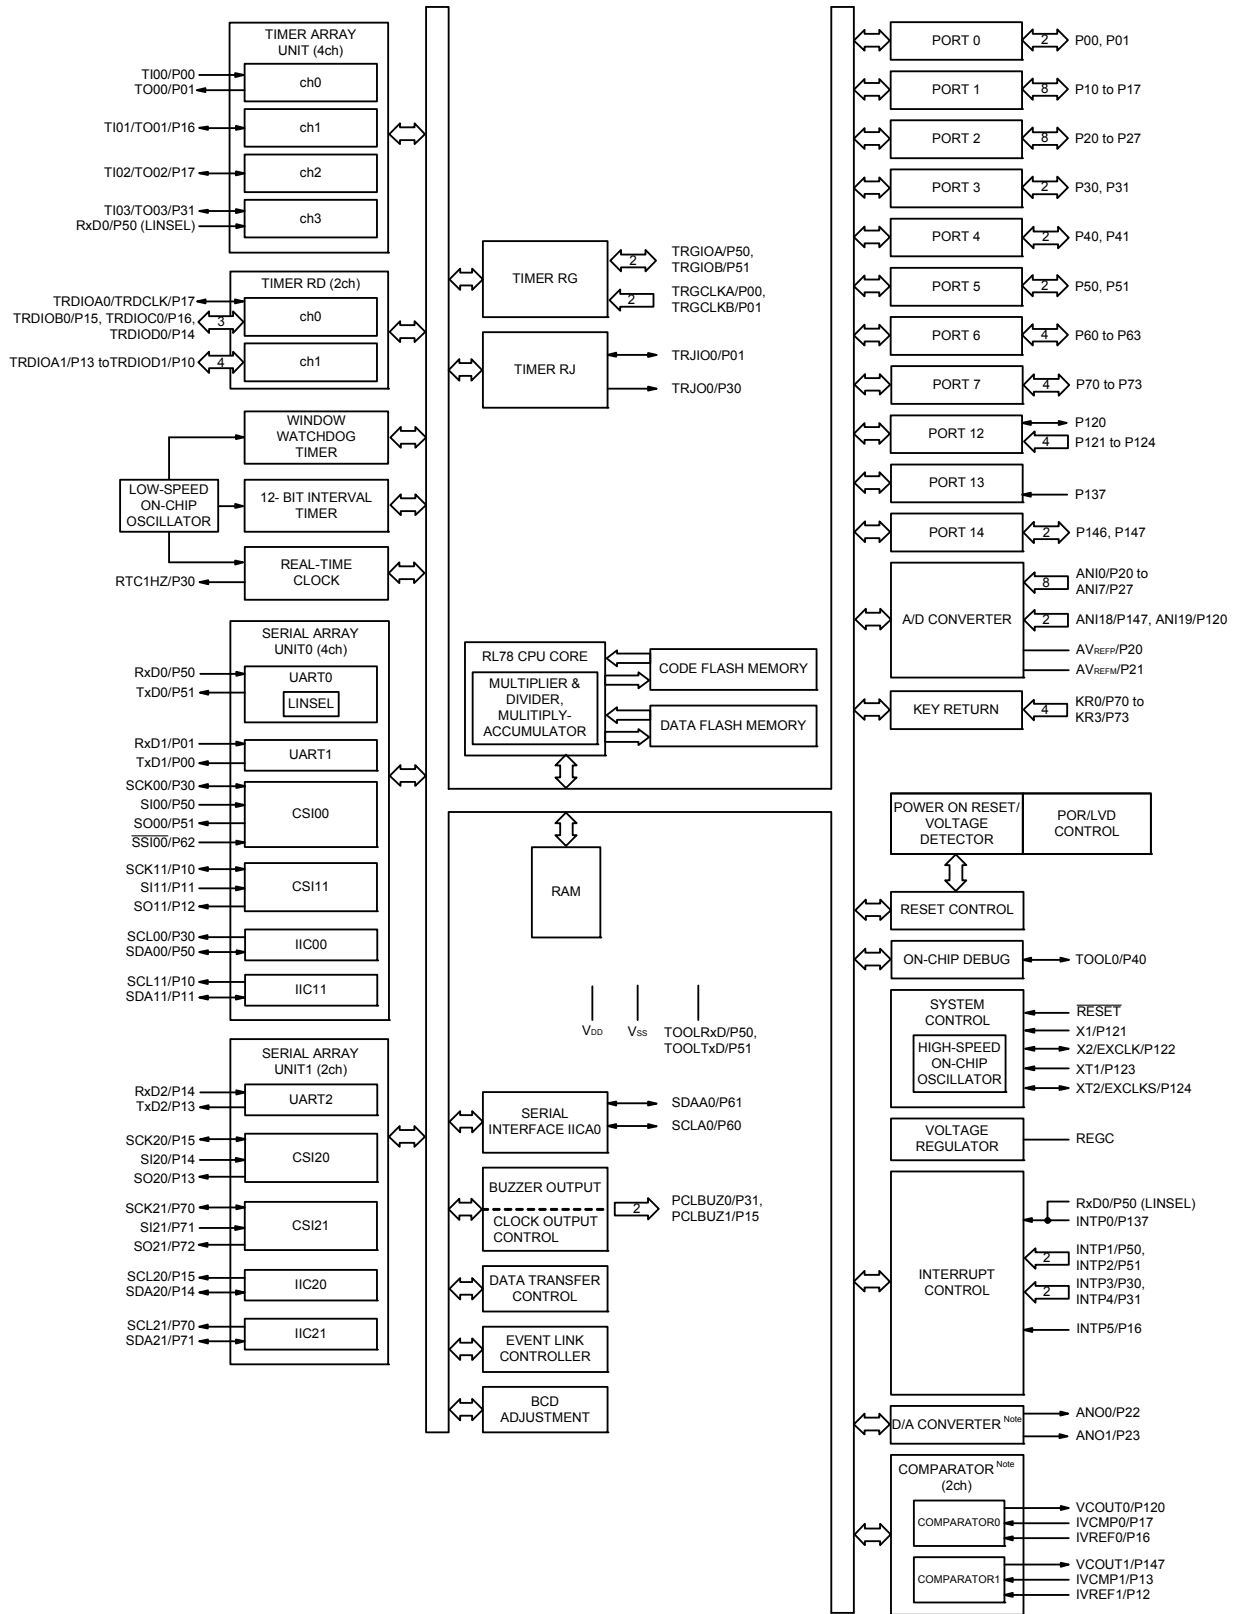 TIMER ARRAY
UNIT (4ch)
TI00/P00
TO00/P01
ch0
TI01/TO01/P16
ch1
TI02/TO02/P17
ch2
TI03/TO03/P31
RxD0/P50 (LINSEL)
ch3
TIMER RD (2ch)
TRDIOA0/TRDCLK/P17
TRDIOB0/P15, TRDIOC0/P16,
TRDIOD0/P14
3
ch0
TRDIOA1/P13 toTRDIOD1/P10
4
ch1
WINDOW
WATCHDOG
TIMER
LOW-SPEED
ON-CHIP
OSCILLATOR
12- BIT INTERVAL
TIMER
RTC1HZ/P30
REAL-TIME
CLOCK
SERIAL ARRAY
UNIT0 (4ch)
RxD0/P50
TxD0/P51
UART0
LINSEL
RxD1/P01
TxD1/P00
UART1
SCK00/P30
SI00/P50
SO00/P51
SSI00/P62
CSI00
SCK11/P10
SI11/P11
SO11/P12
CSI11
SCL00/P30
SDA00/P50
IIC00
SCL11/P10
SDA11/P11
IIC11
SERIAL ARRAY
UNIT1 (2ch)
RxD2/P14
TxD2/P13
UART2
SCK20/P15
SI20/P14
SO20/P13
CSI20
SCK21/P70
SI21/P71
SO21/P72
CSI21
SCL20/P15
SDA20/P14
IIC20
SCL21/P70
SDA21/P71
IIC21
TIMER RG
2
TRGIOA/P50,
TRGIOB/P51
2
TRGCLKA/P00,
TRGCLKB/P01
TIMER RJ
TRJIO0/P01
TRJO0/P30
RL78 CPU CORE
MULTIPLIER &
DIVIDER,
MULITIPLY-
ACCUMULATOR
CODE FLASH MEMORY
DATA FLASH MEMORY
RAM
VDD
VSS
TOOLRxD/P50,
TOOLTxD/P51
SERIAL
INTERFACE IICA0
SDAA0/P61
SCLA0/P60
BUZZER OUTPUT
CLOCK OUTPUT
CONTROL
2
PCLBUZ0/P31,
PCLBUZ1/P15
DATA TRANSFER
CONTROL
EVENT LINK
CONTROLLER
BCD
ADJUSTMENT
PORT 0
2
P00, P01
PORT 1
8
P10 to P17
PORT 2
8
P20 to P27
PORT 3
2
P30, P31
PORT 4
2
P40, P41
PORT 5
2
P50, P51
PORT 6
4
P60 to P63
PORT 7
4
P70 to P73
PORT 12
P120
4
P121 to P124
PORT 13
P137
PORT 14
2
P146, P147
A/D CONVERTER
8
ANI0/P20 to
ANI7/P27
2
ANI18/P147, ANI19/P120
AVREFP/P20
AVREFM/P21
KEY RETURN
4
KR0/P70 to
KR3/P73
POWER ON RESET/
VOLTAGE
DETECTOR
POR/LVD
CONTROL
RESET CONTROL
ON-CHIP DEBUG
TOOL0/P40
SYSTEM
CONTROL
HIGH-SPEED
ON-CHIP
OSCILLATOR
RESET
X1/P121
X2/EXCLK/P122
XT1/P123
XT2/EXCLKS/P124
VOLTAGE
REGULATOR
REGC
INTERRUPT
CONTROL
RxD0/P50 (LINSEL)
INTP0/P137
2
INTP1/P50,
INTP2/P51
2
INTP3/P30,
INTP4/P31
INTP5/P16
D/A CONVERTER Note
ANO0/P22
ANO1/P23
COMPARATOR Note
(2ch)
COMPARATOR0
VCOUT0/P120
IVCMP0/P17
IVREF0/P16
COMPARATOR1
VCOUT1/P147
IVCMP1/P13
IVREF1/P12